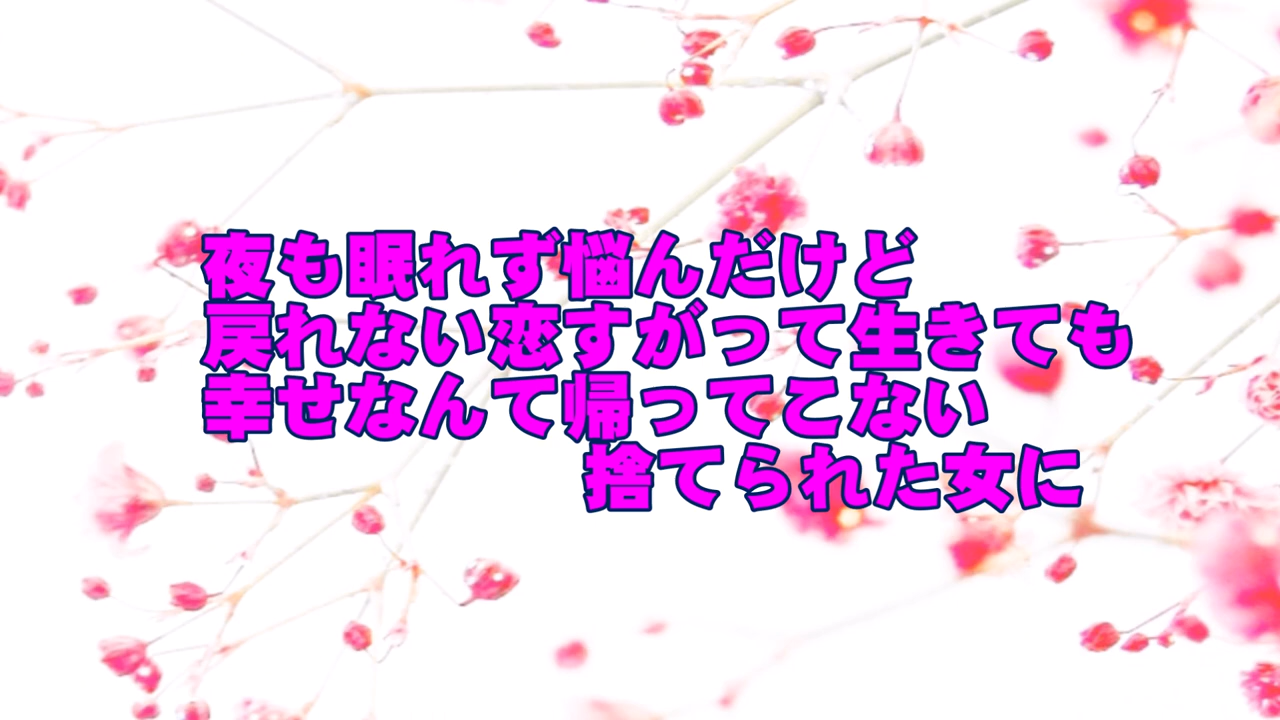 夜も眠れず悩んだけど
戻れない恋すがって生きても
幸せなんて帰ってこない
捨てられた女に